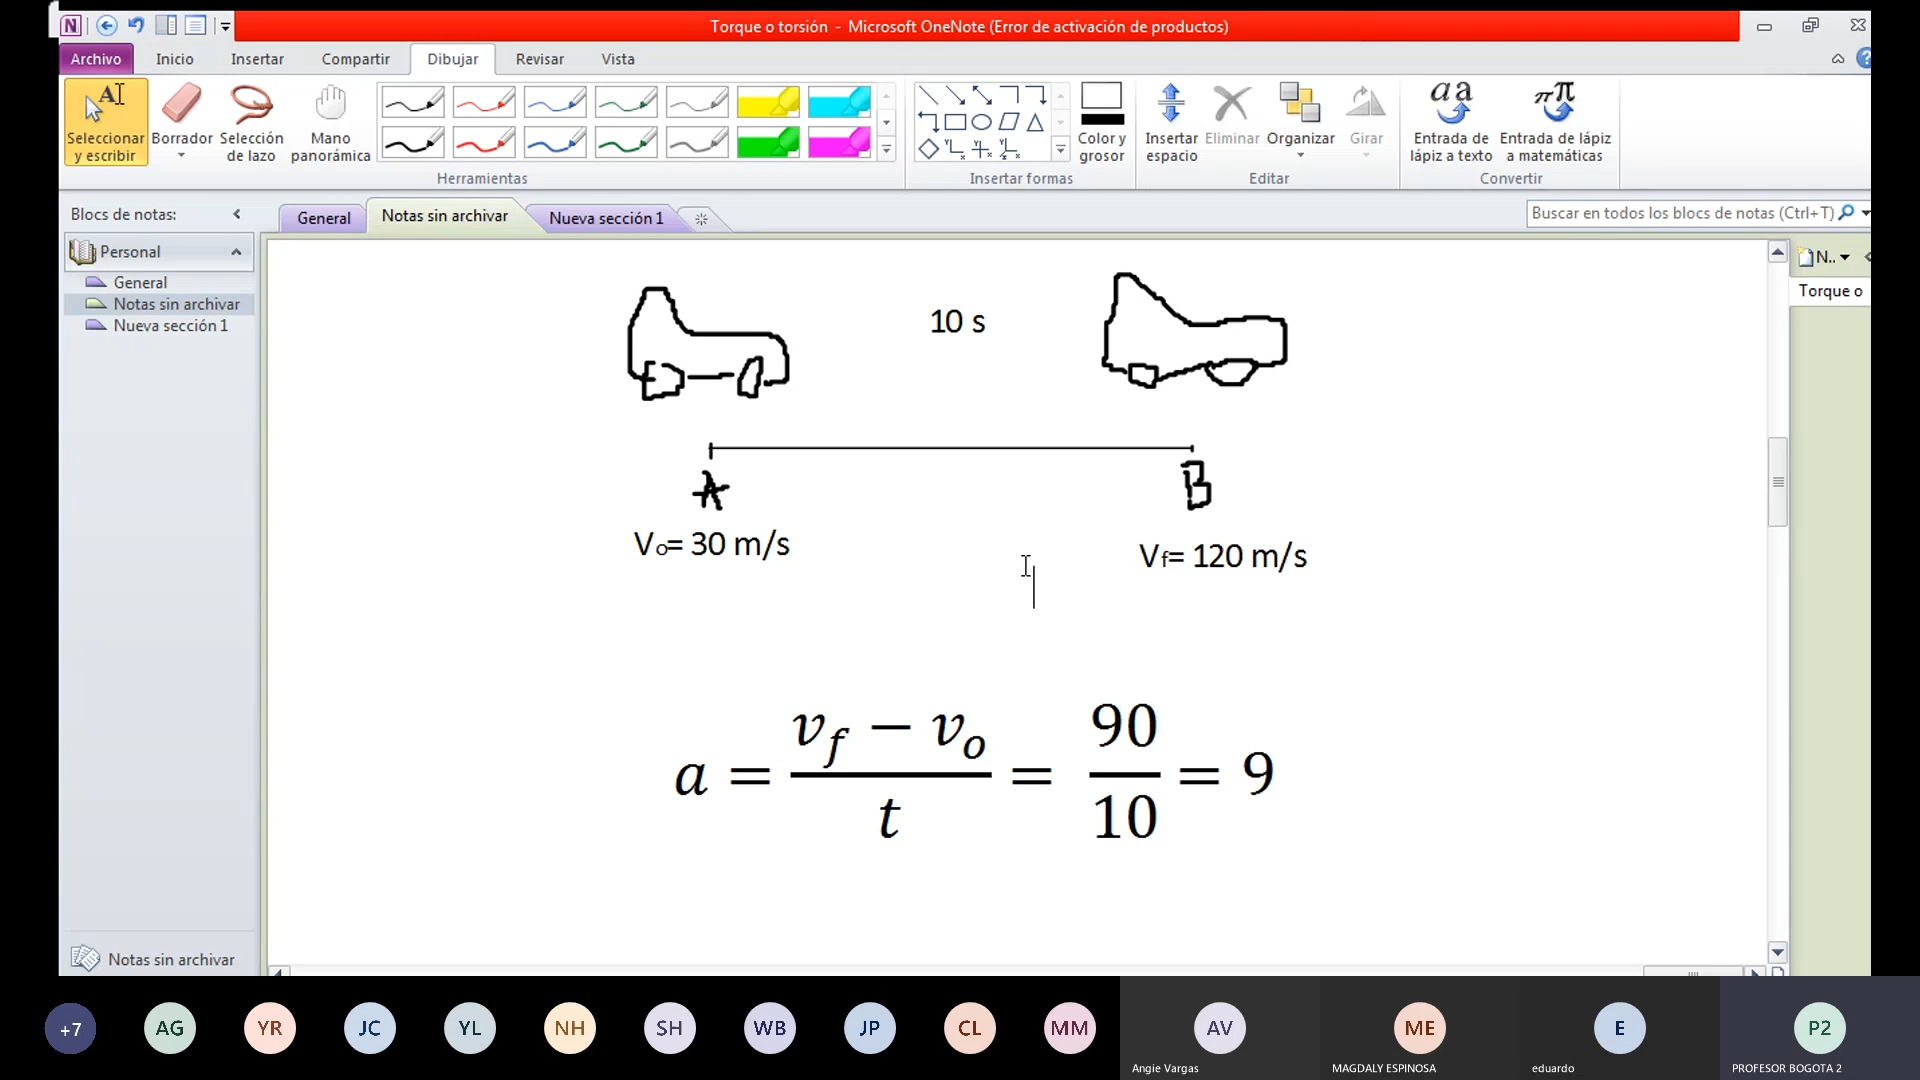 Torque o torsión - Microsoft OneNote (Error de activación de productos)
Archivo Inicio Insertar Compartir Dibujar Revisar Vista
Seleccionar y escribir
Borrador
Selección de lazo
Mano panorámica
Color y grosor
Insertar espacio
Eliminar
Organizar
Girar
Entrada de lápiz a texto
Entrada de lápiz a matemáticas
Herramientas
Insertar formas
Editar
Convertir
Blocs de notas:
General Notas sin archivar Nueva sección 1
Buscar en todos los blocs de notas (Ctrl+T)
Personal
General
Notas sin archivar
Nueva sección 1
N..
Torque o
10 s
A B
Vo= 30 m/s
Vf= 120 m/s
a = (v_f − v_o)/t = 90/10 = 9
Notas sin archivar
+7 AG YR JC YL NH SH WB JP CL MM AV ME E P2
Angie Vargas MAGDALY ESPINOSA eduardo PROFESOR BOGOTA 2